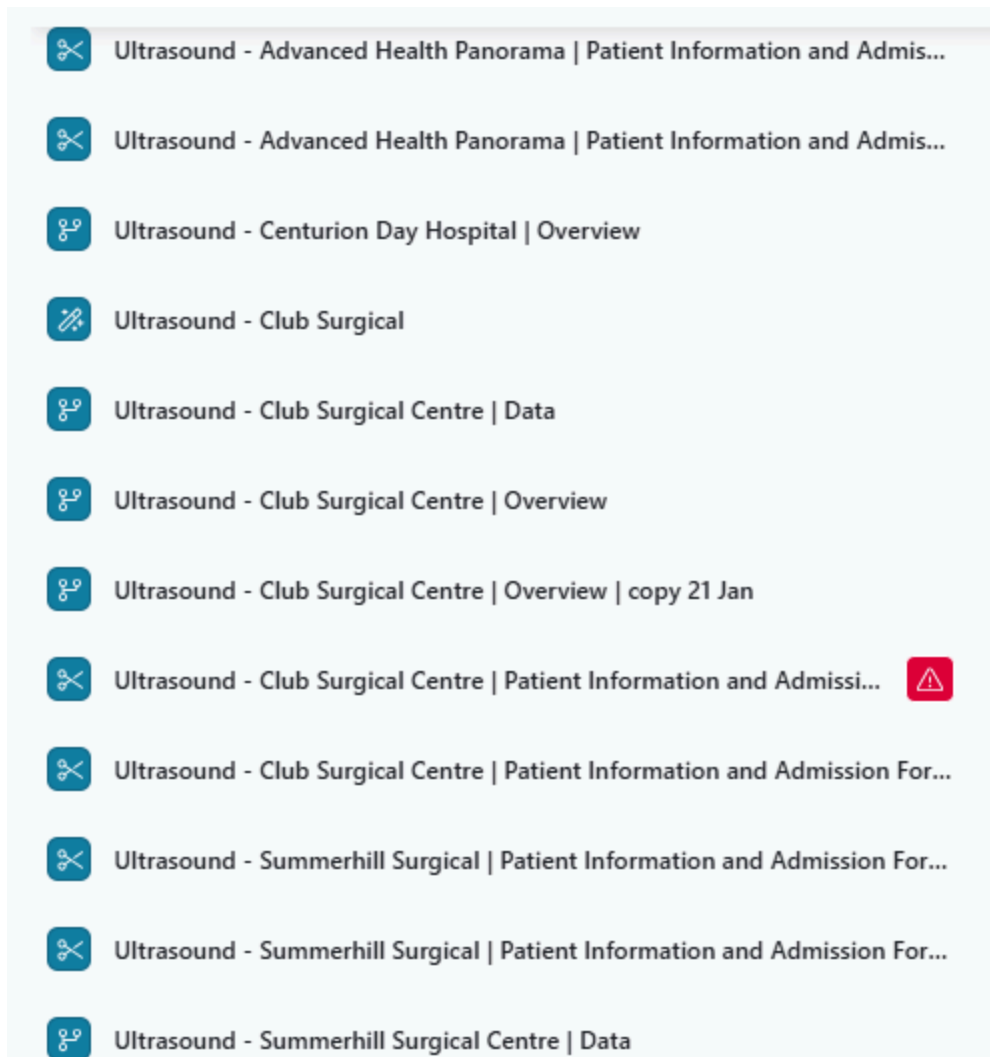 Ultrasound - Advanced Health Panorama | Patient Information and Admis...
Ultrasound - Advanced Health Panorama | Patient Information and Admis...
Ultrasound - Centurion Day Hospital | Overview
Ultrasound - Club Surgical
Ultrasound - Club Surgical Centre | Data
Ultrasound - Club Surgical Centre | Overview
Ultrasound - Club Surgical Centre | Overview | copy 21 Jan
Ultrasound - Club Surgical Centre | Patient Information and Admissi...
Ultrasound - Club Surgical Centre | Patient Information and Admission For...
Ultrasound - Summerhill Surgical | Patient Information and Admission For...
Ultrasound - Summerhill Surgical | Patient Information and Admission For...
Ultrasound - Summerhill Surgical Centre | Data